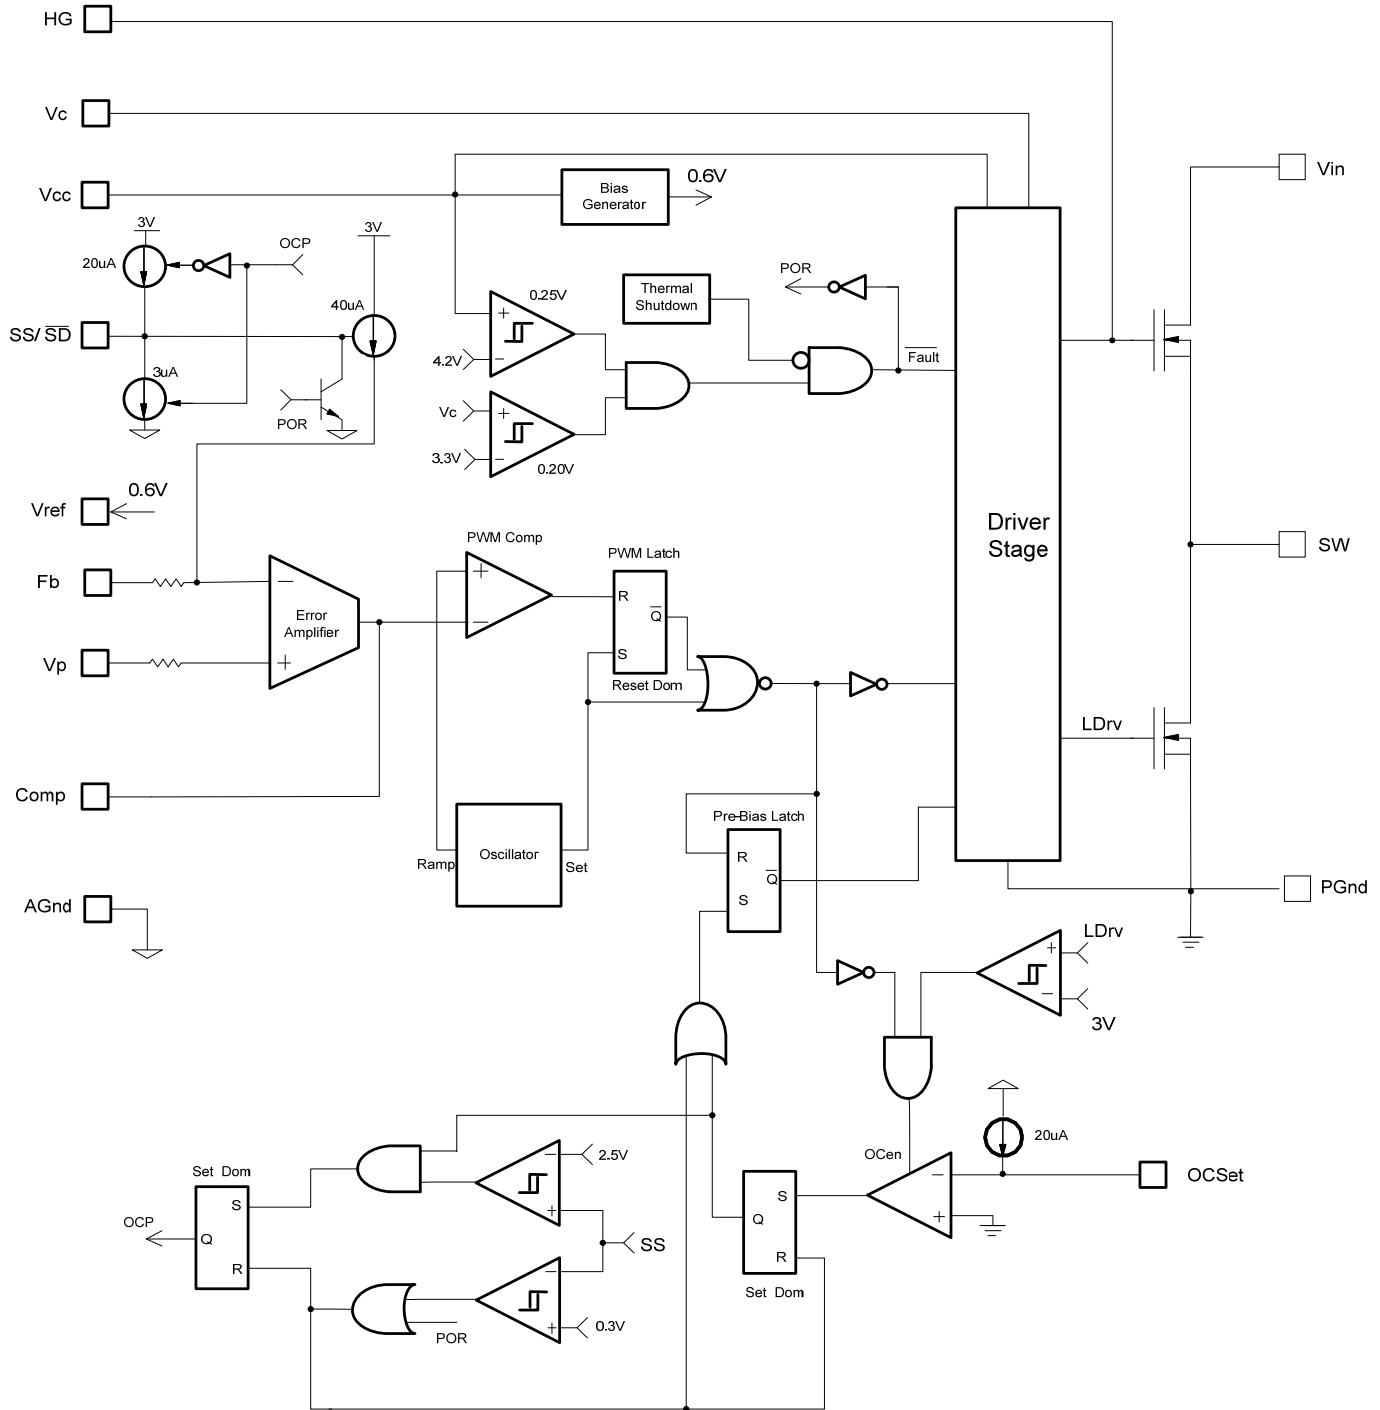 HG
Vc
Vcc
Vin
Bias
Generator
0.6V
3V
3V
OCP
20uA
40uA
SS/SD
3uA
POR
0.25V
4.2V
Vc
3.3V
0.20V
Thermal
Shutdown
POR
Fault
Vref
0.6V
Driver
Stage
SW
PWM Comp
PWM Latch
Fb
Vp
Error
Amplifier
R
Q
S
Reset Dom
LDrv
Comp
Pre-Bias Latch
Ramp
Oscillator
Set
R
Q
S
AGnd
PGnd
LDrv
3V
20uA
OCen
OCSet
Set Dom
2.5V
S
Q
R
OCP
SS
S
Q
R
Set Dom
0.3V
POR